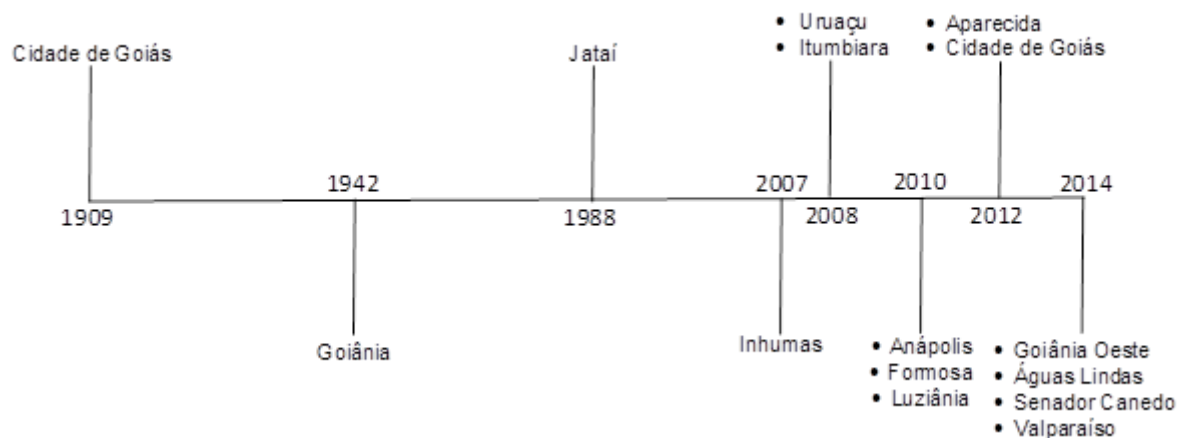 • Uruaçu
• Aparecida
Cidade de Goiás
Jataí
• Itumbiara
• Cidade de Goiás
1942
2007
2010
2014
1909
1988
2008
2012
Goiânia
Inhumas
• Anápolis
• Formosa
• Luziânia
• Goiânia Oeste
• Águas Lindas
• Senador Canedo
• Valparaíso